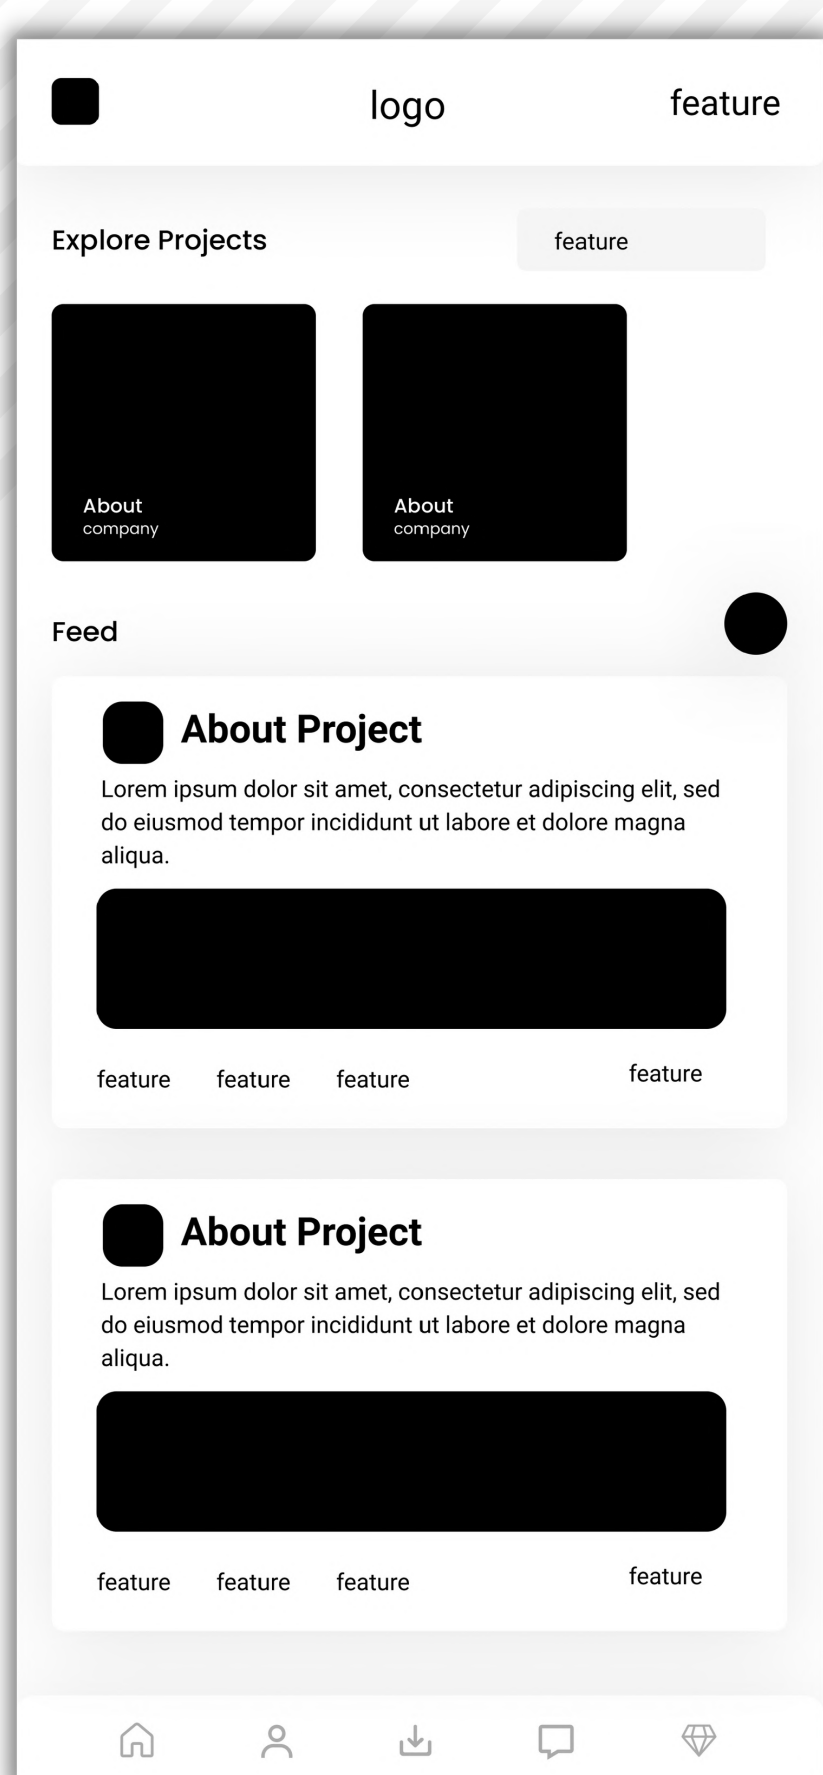 logo
feature
Explore Projects
feature
About
company
About
company
Feed
About Project
Lorem ipsum dolor sit amet, consectetur adipiscing elit, sed
do eiusmod tempor incididunt ut labore et dolore magna
aliqua.
feature feature feature feature
About Project
Lorem ipsum dolor sit amet, consectetur adipiscing elit, sed
do eiusmod tempor incididunt ut labore et dolore magna
aliqua.
feature feature feature feature